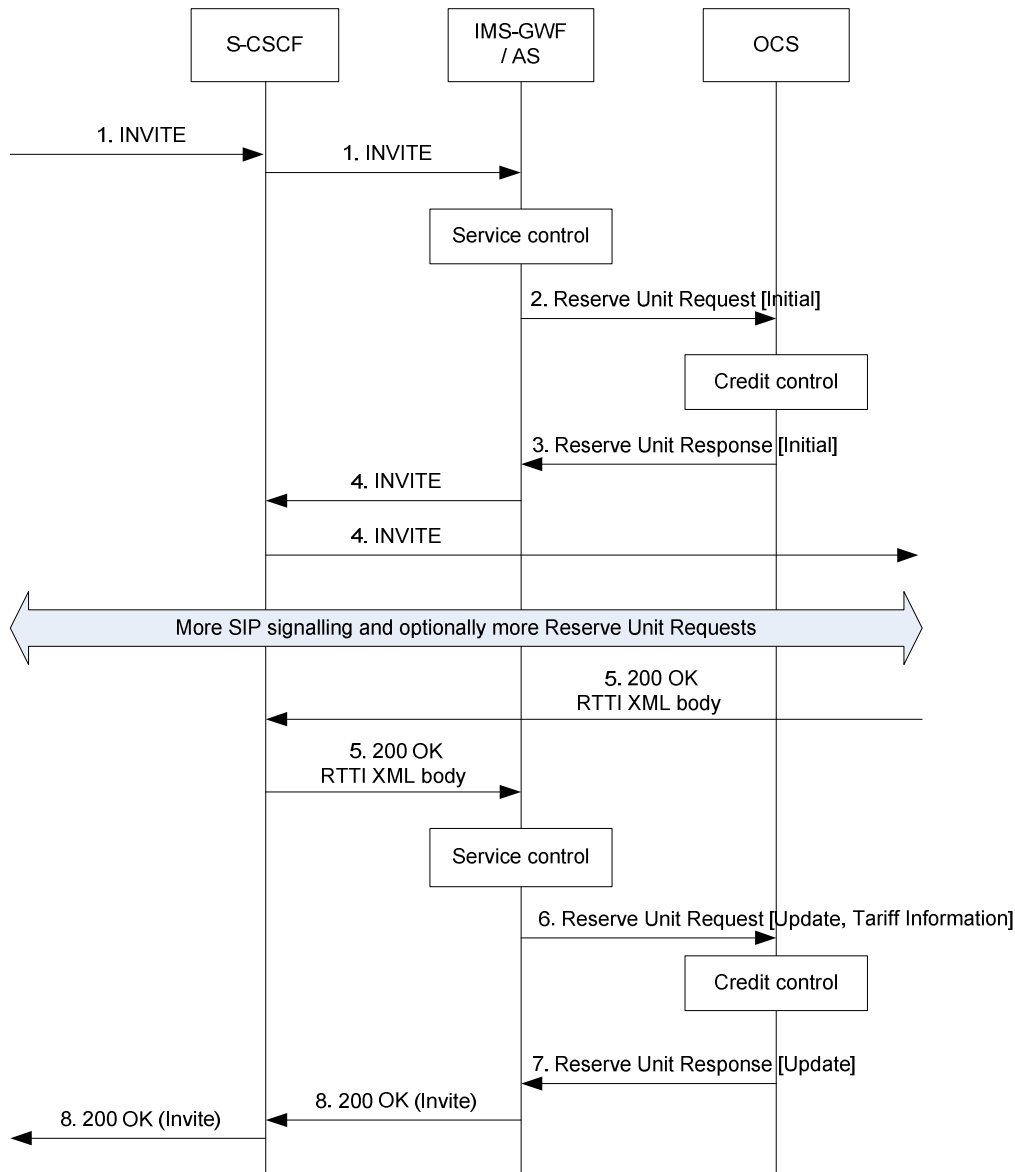 S-CSCF
IMS-GWF
/ AS
OCS
1. INVITE
1. INVITE
Service control
2. Reserve Unit Request [Initial]
Credit control
3. Reserve Unit Response [Initial]
4. INVITE
4. INVITE
More SIP signalling and optionally more Reserve Unit Requests
5. 200 OK
RTTI XML body
5. 200 OK
RTTI XML body
Service control
6. Reserve Unit Request [Update, Tariff Information]
Credit control
7. Reserve Unit Response [Update]
8. 200 OK (Invite)
8. 200 OK (Invite)